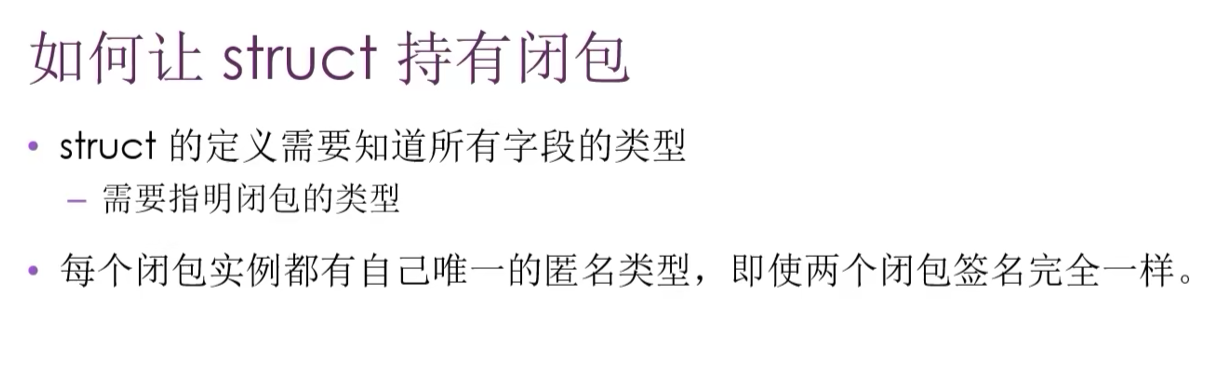 如何让 struct 持有闭包
• struct 的定义需要知道所有字段的类型
– 需要指明闭包的类型
• 每个闭包实例都有自己唯一的匿名类型，即使两个闭包签名完全一样。